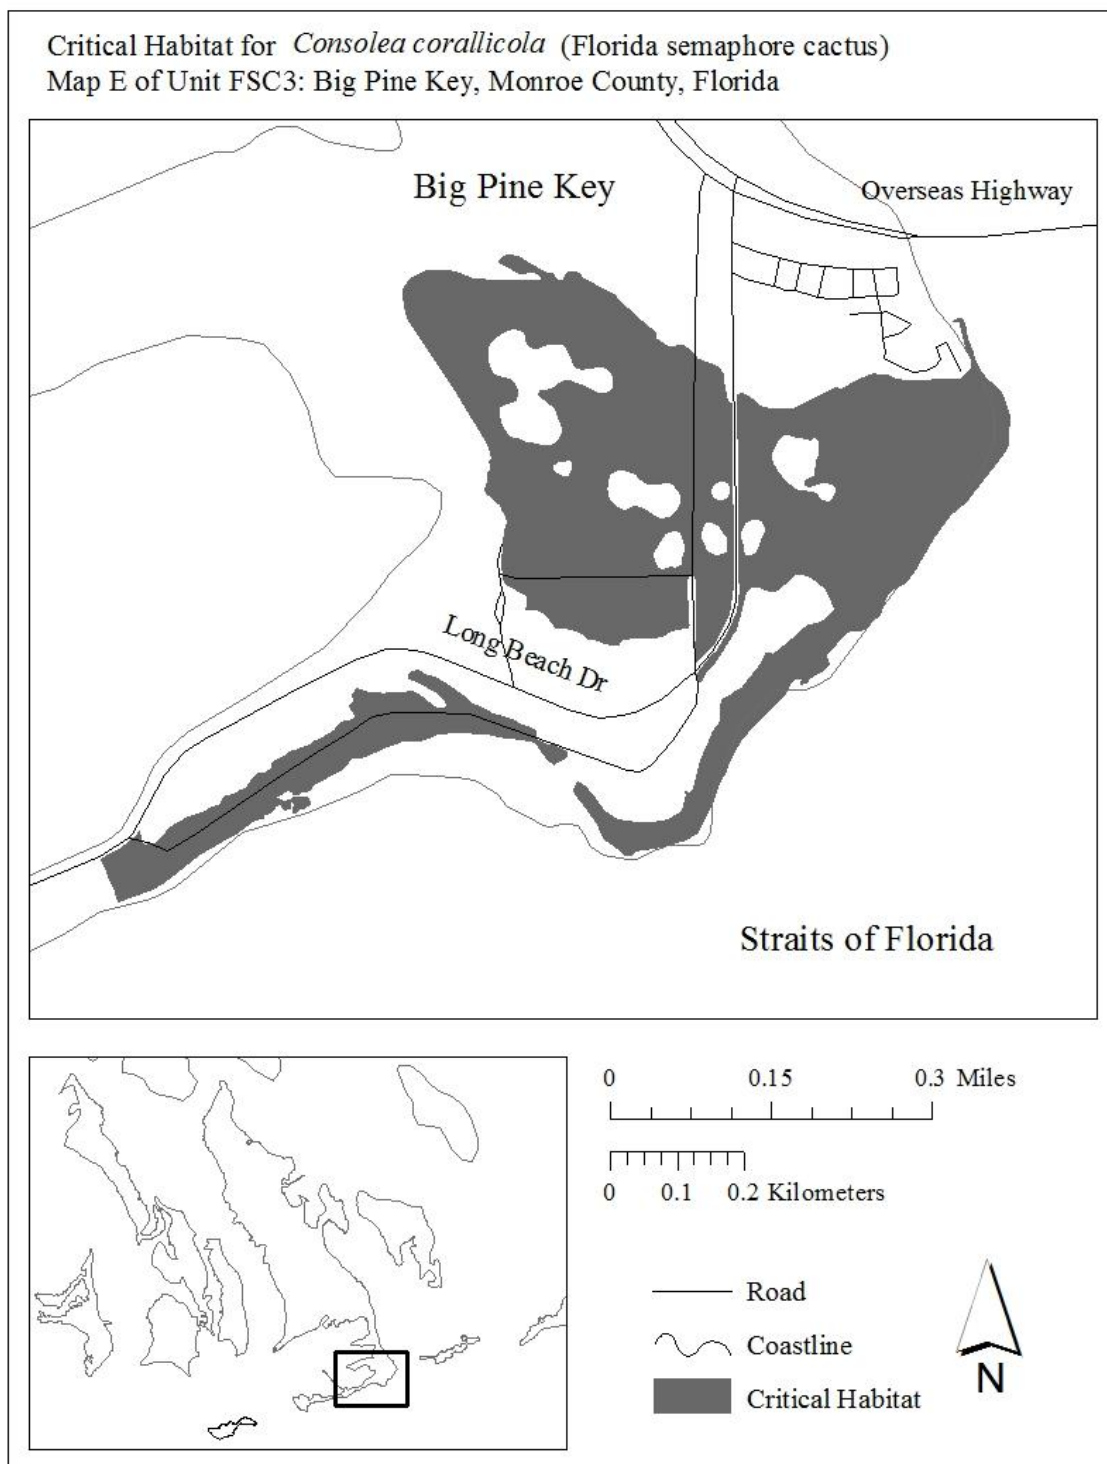 Critical Habitat for Consolea corallicola (Florida semaphore cactus)
Map E of Unit FSC3: Big Pine Key, Monroe County, Florida
Big Pine Key
Overseas Highway
Long Beach Dr
Straits of Florida
0 0.15 0.3 Miles
0 0.1 0.2 Kilometers
Road
Coastline
Critical Habitat
N